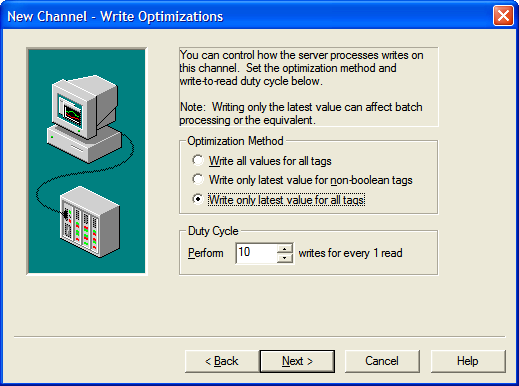 New Channel - Write Optimizations
You can control how the server processes writes on
this channel.  Set the optimization method and
write-to-read duty cycle below.
Note:  Writing only the latest value can affect batch
processing or the equivalent.
Optimization Method
Write all values for all tags
Write only latest value for non-boolean tags
Write only latest value for all tags
Duty Cycle
Perform 10 writes for every 1 read
< Back Next > Cancel Help